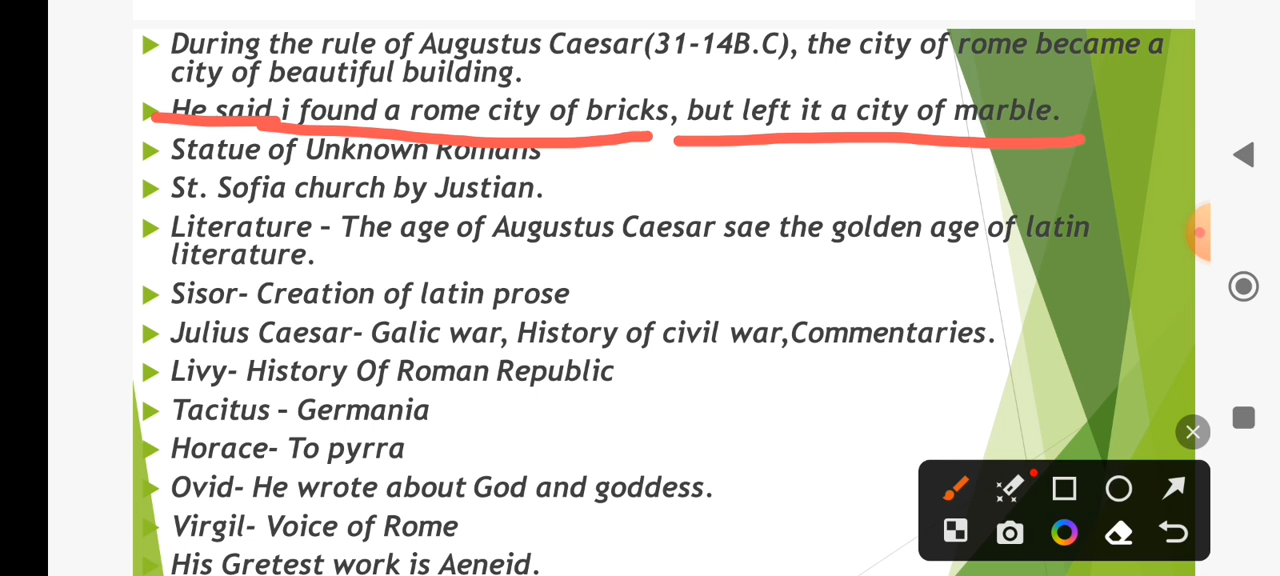 During the rule of Augustus Caesar(31-14B.C), the city of rome became a
city of beautiful building.
He said i found a rome city of bricks, but left it a city of marble.
Statue of Unknown Romans
St. Sofia church by Justian.
Literature - The age of Augustus Caesar sae the golden age of latin
literature.
Sisor- Creation of latin prose
Julius Caesar- Galic war, History of civil war,Commentaries.
Livy- History Of Roman Republic
Tacitus - Germania
Horace- To pyrra
Ovid- He wrote about God and goddess.
Virgil- Voice of Rome
His Gretest work is Aeneid.